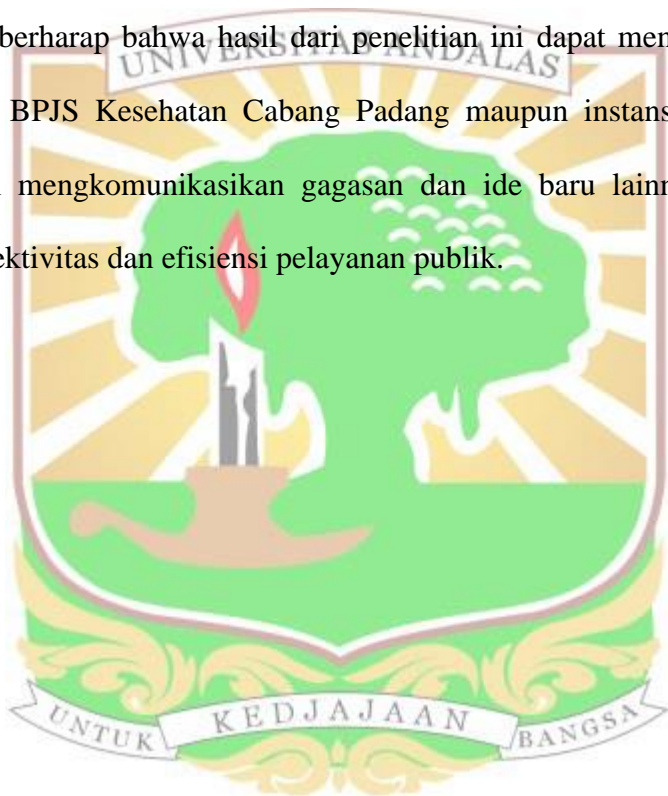 berharap bahwa hasil dari penelitian ini dapat men
UNIVERSITAS ANDALAS
BPJS Kesehatan Cabang Padang maupun instans
mengkomunikasikan gagasan dan ide baru lainn
ektivitas dan efisiensi pelayanan publik.
UNTUK KEDJAJAAN BANGSA